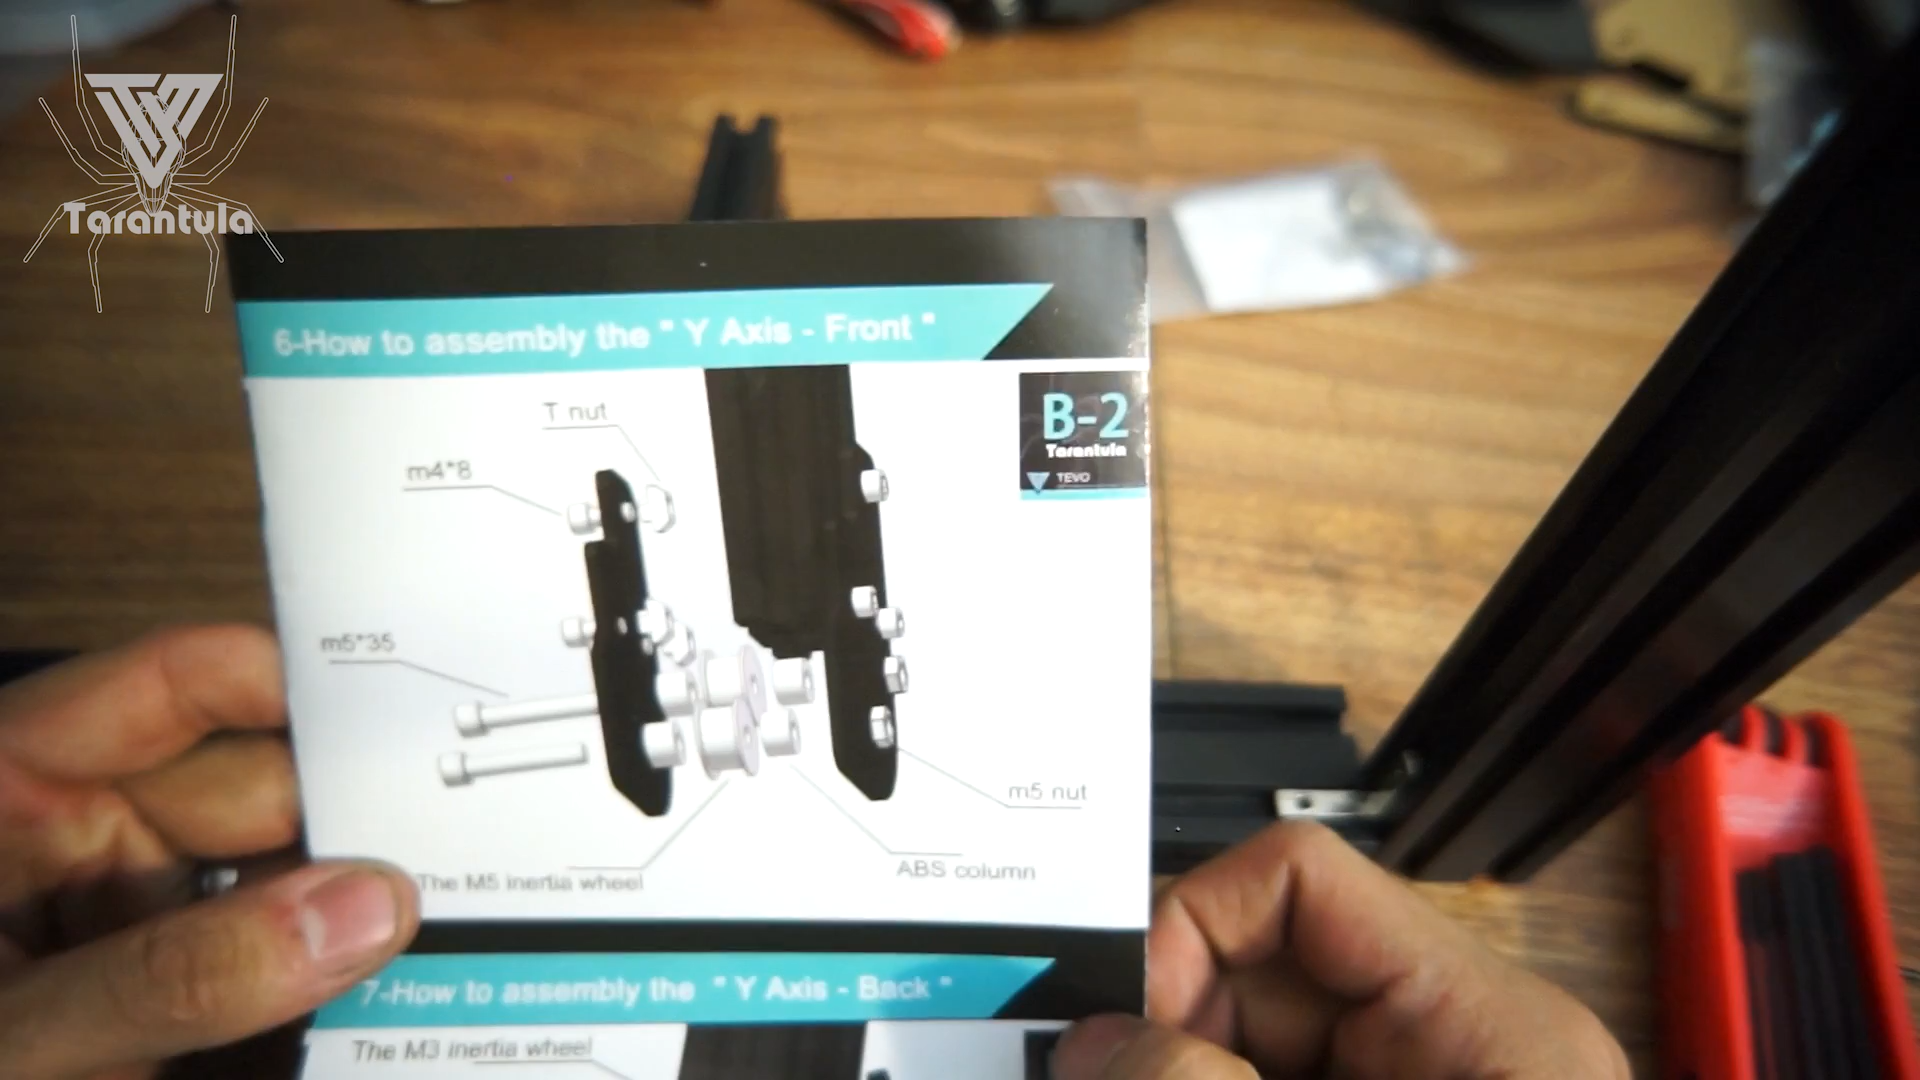 Tarantula
6-How to assembly the " Y Axis - Front "
B-2
Tarantula
TEVO
T nut
m4*8
m5*35
m5 nut
The M5 inertia wheel
ABS column
7-How to assembly the " Y Axis - Back "
The M3 inertia wheel